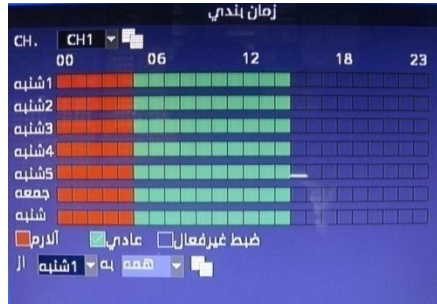 زمان بندي
CH. CH1
00 06 12 18 23
1شنبه
2شنبه
3شنبه
4شنبه
5شنبه
جمعه
شنبه
آلارم عادي ضبط غیرفعال
از 1شنبه به همه